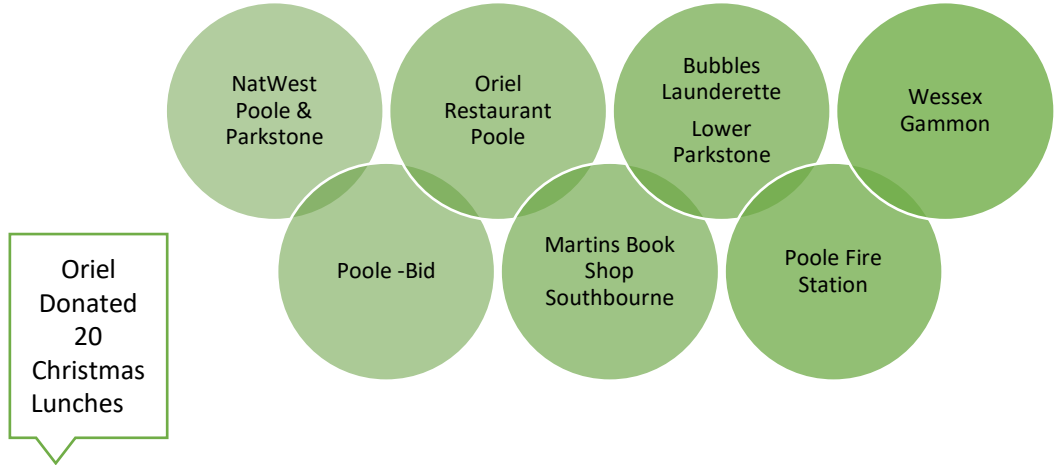 NatWest
Poole &
Parkstone
Oriel
Restaurant
Poole
Bubbles
Launderette
Lower
Parkstone
Wessex
Gammon
Poole -Bid
Martins Book
Shop
Southbourne
Poole Fire
Station
Oriel
Donated
20
Christmas
Lunches